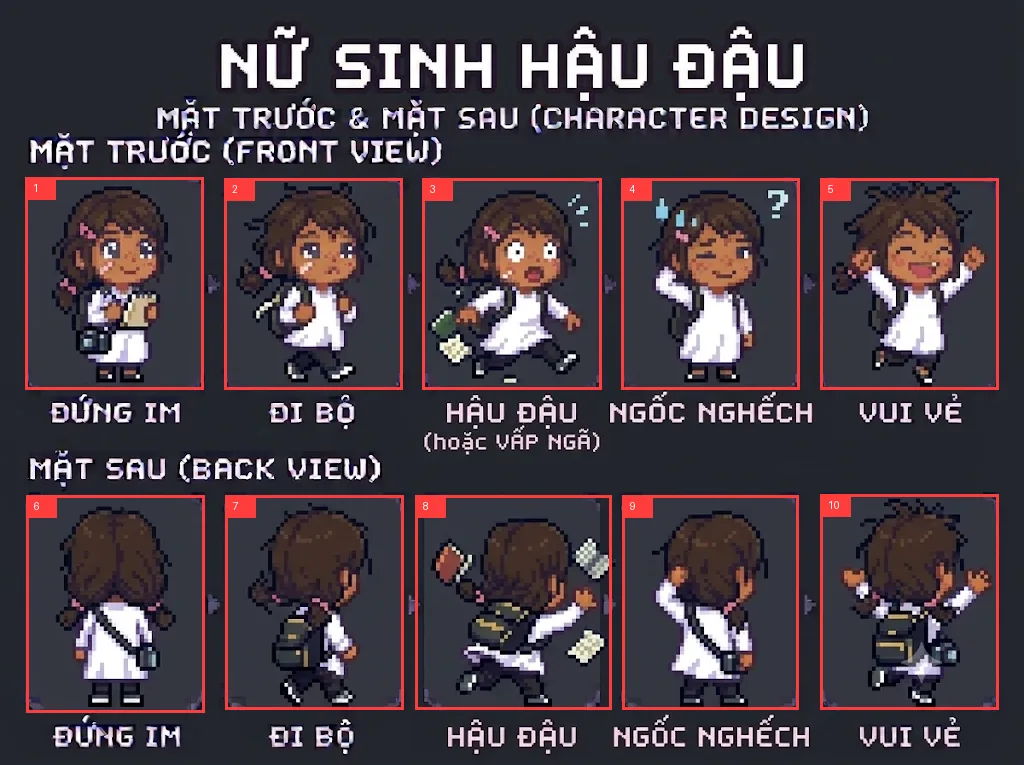 NỮ SINH HẬU ĐẬU
MẶT TRƯỚC & MẶT SAU (CHARACTER DESIGN)
MẶT TRƯỚC (FRONT VIEW)
1 2 3 4 5
?
ĐỨNG IM ĐI BỘ HẬU ĐẬU NGỐC NGHẾCH VUI VẺ
(hoặc VẤP NGÃ)
MẶT SAU (BACK VIEW)
6 7 8 9 10
ĐỨNG IM ĐI BỘ HẬU ĐẬU NGỐC NGHẾCH VUI VẺ